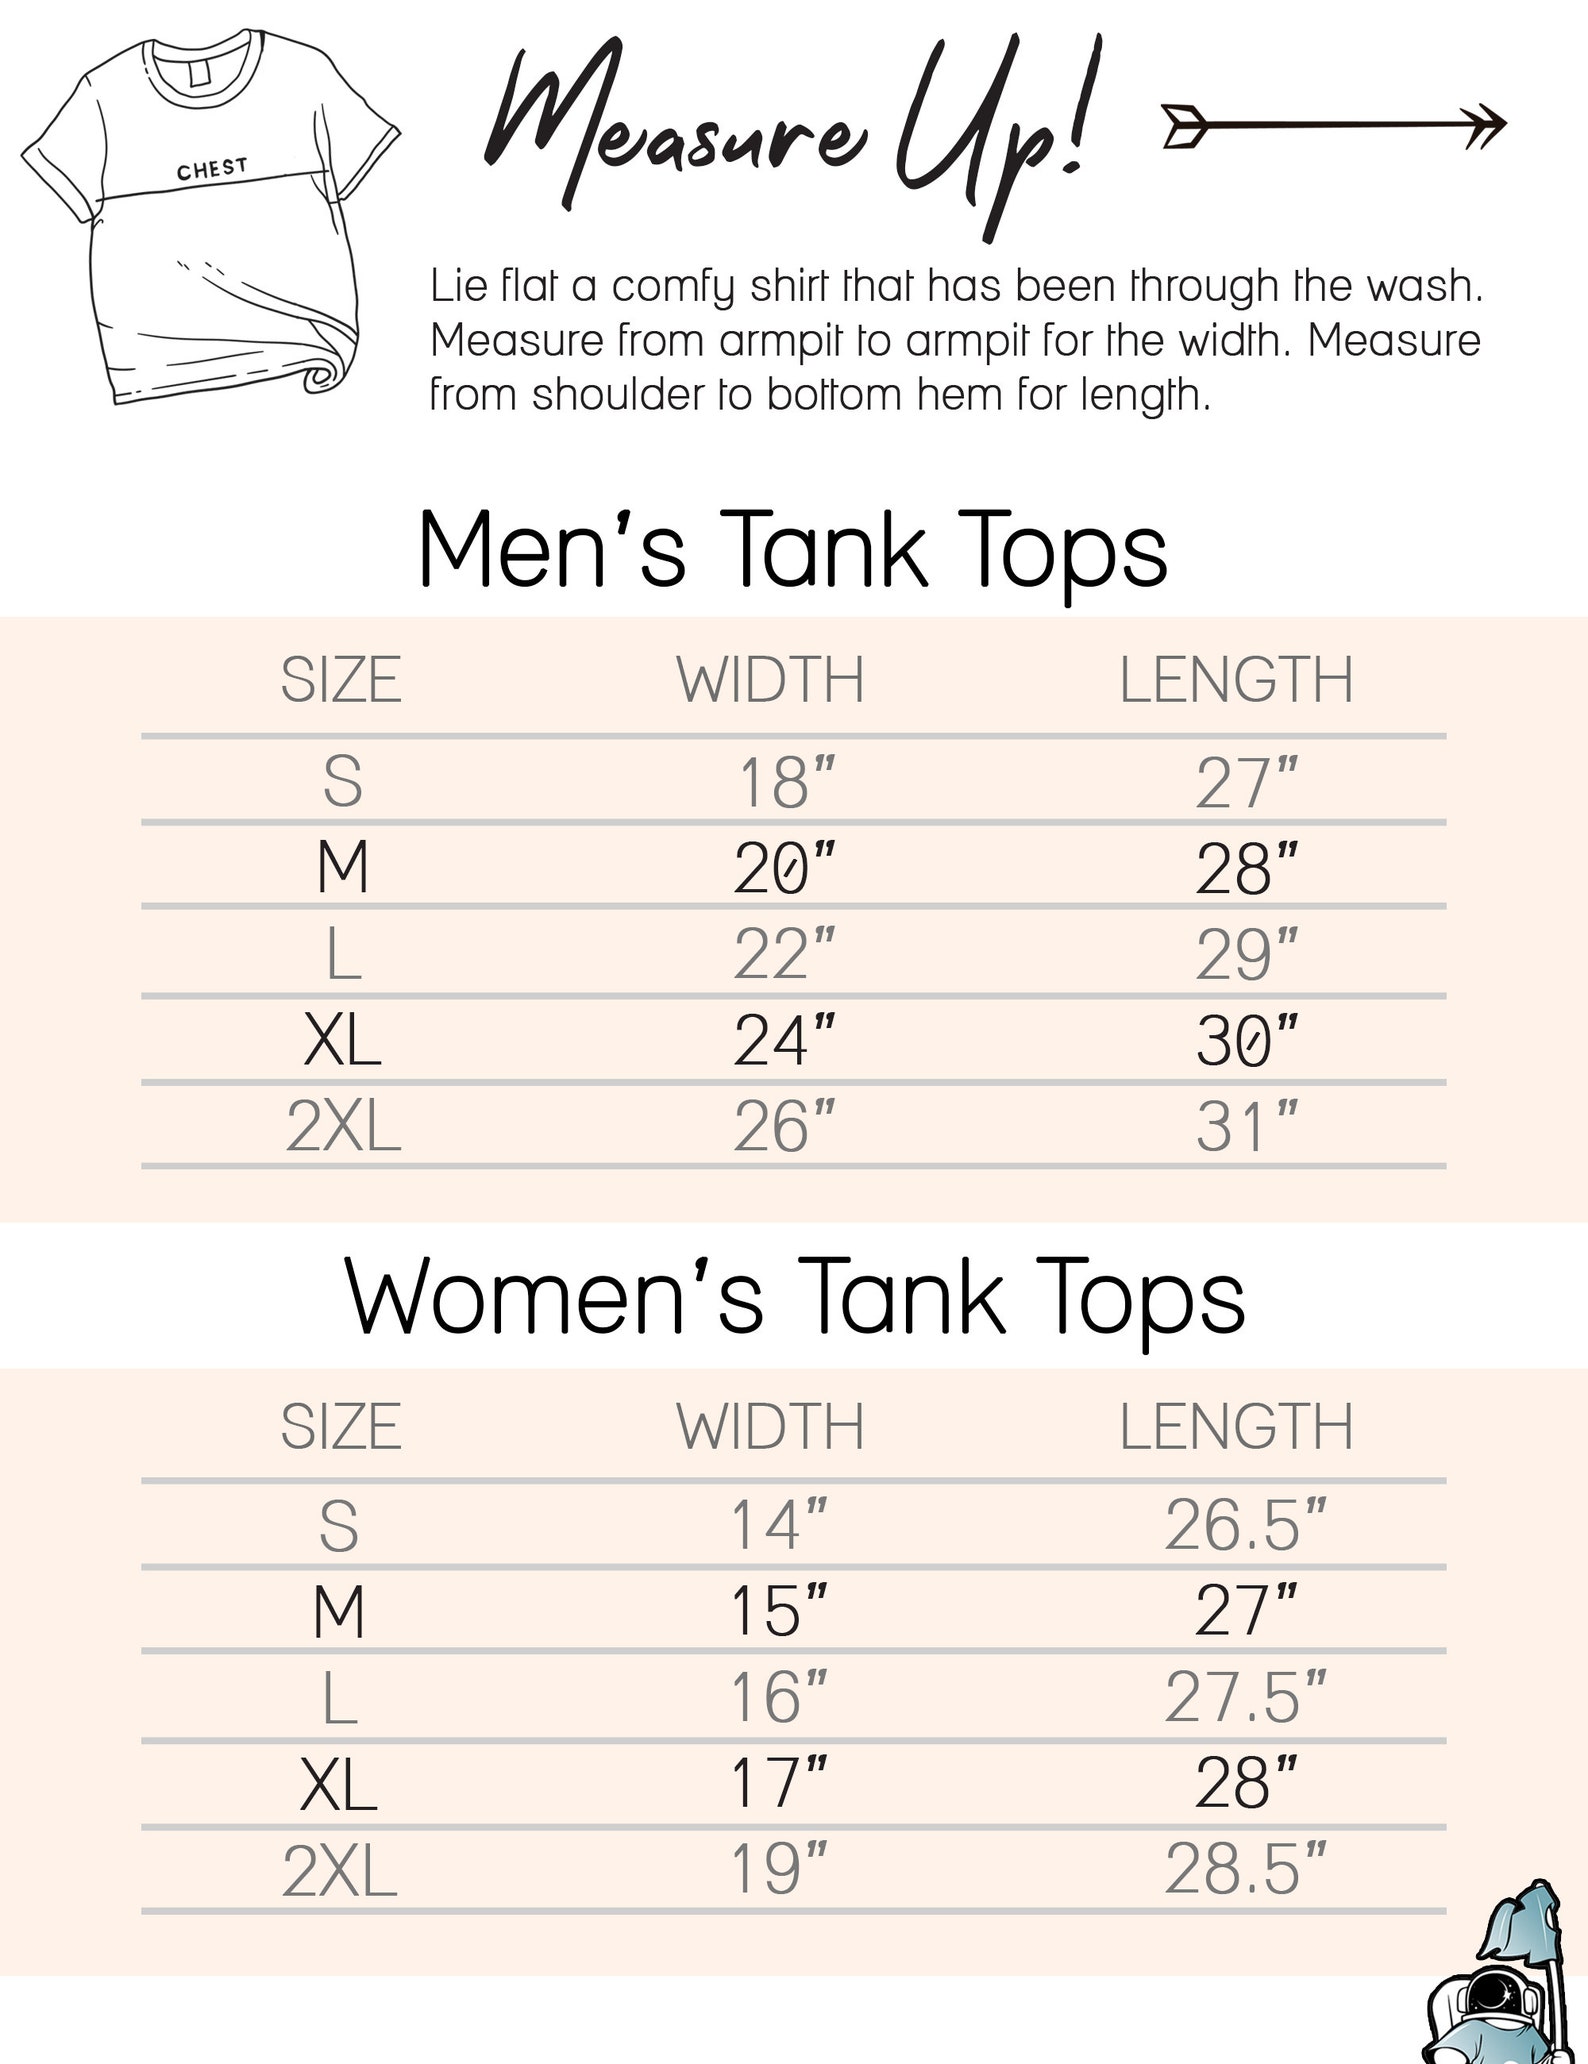 CHEST
Measure Up!
Lie flat a comfy shirt that has been through the wash.
Measure from armpit to armpit for the width. Measure
from shoulder to bottom hem for length.
Men's Tank Tops
SIZE WIDTH LENGTH
S 18" 27"
M 20" 28"
L 22" 29"
XL 24" 30"
2XL 26" 31"
Women's Tank Tops
SIZE WIDTH LENGTH
S 14" 26.5"
M 15" 27"
L 16" 27.5"
XL 17" 28"
2XL 19" 28.5"